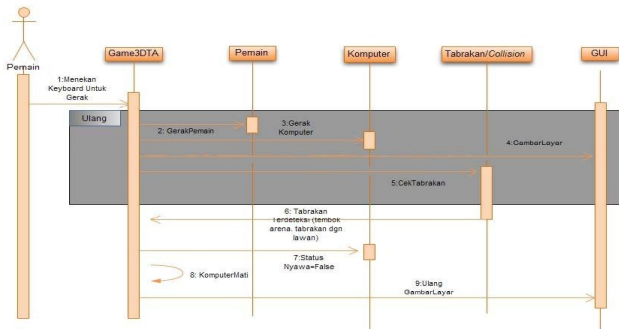 Pemain
Game3DTA
Pemain
Komputer
Tabrakan/Collision
GUI
1:Menekan
Keyboard Untuk
Gerak
Ulang
2: GerakPemain
3:Gerak
Komputer
4:GambarLayar
5:CekTabrakan
6: Tabrakan
Terdeteksi (tembok
arena, tabrakan dgn
lawan)
7:Status
Nyawa=False
8: KomputerMati
9:Ulang
GambarLayar